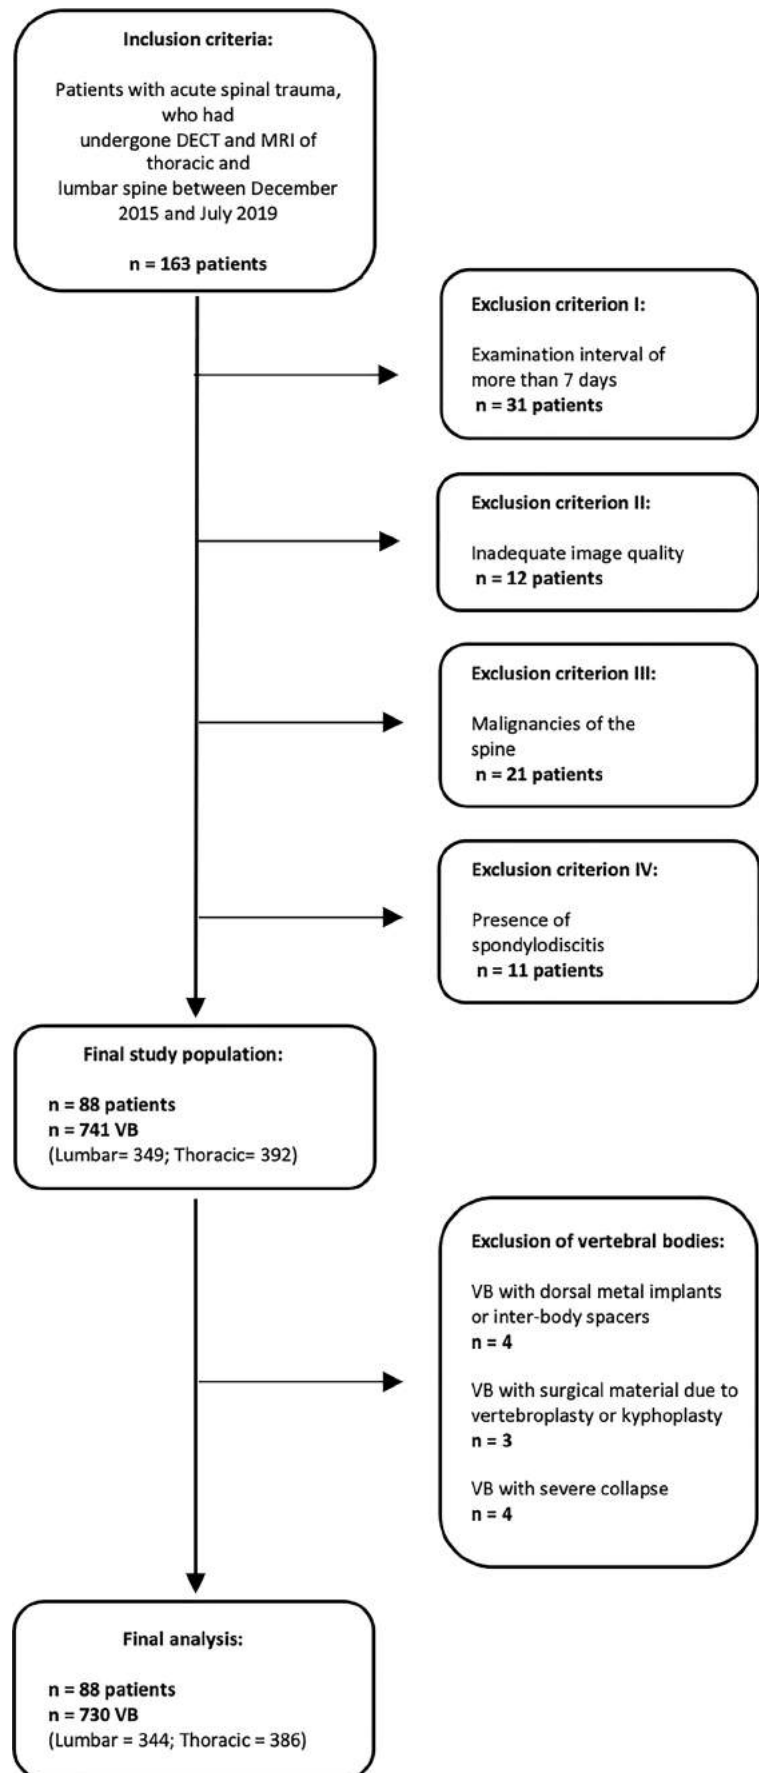 Inclusion criteria:
Patients with acute spinal trauma,
who had
undergone DECT and MRI of
thoracic and
lumbar spine between December
2015 and July 2019
n = 163 patients
Exclusion criterion I:
Examination interval of
more than 7 days
n = 31 patients
Exclusion criterion II:
Inadequate image quality
n = 12 patients
Exclusion criterion III:
Malignancies of the
spine
n = 21 patients
Exclusion criterion IV:
Presence of
spondylodiscitis
n = 11 patients
Final study population:
n = 88 patients
n = 741 VB
(Lumbar= 349; Thoracic= 392)
Exclusion of vertebral bodies:
VB with dorsal metal implants
or inter-body spacers
n = 4
VB with surgical material due to
vertebroplasty or kyphoplasty
n = 3
VB with severe collapse
n = 4
Final analysis:
n = 88 patients
n = 730 VB
(Lumbar = 344; Thoracic = 386)